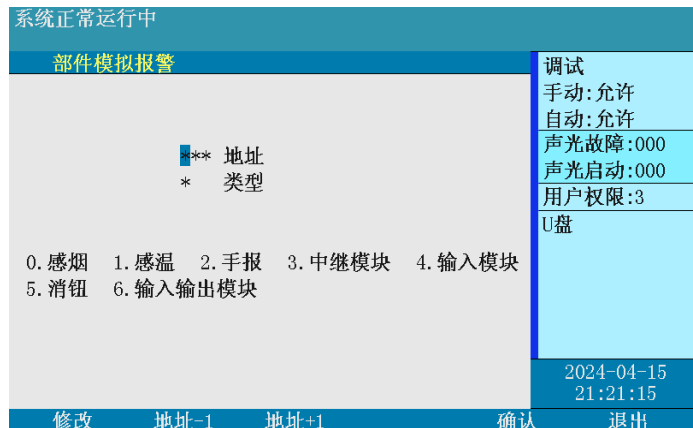 系统正常运行中
部件模拟报警
*** 地址
* 类型
0.感烟 1.感温 2.手报 3.中继模块 4.输入模块
5.消钮 6.输入输出模块
调试
手动:允许
自动:允许
声光故障:000
声光启动:000
用户权限:3
U盘
2024-04-15
21:21:15
修改 地址-1 地址+1 确认 退出